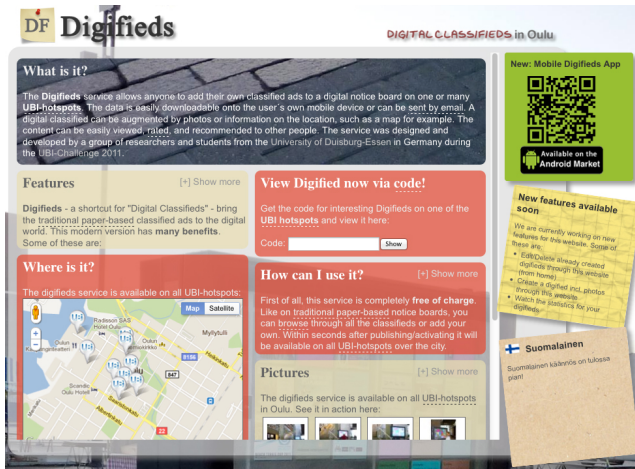 DF Digifieds
DIGITAL CLASSIFIEDS in Oulu
What is it?
The Digifieds service allows anyone to add their own classified ads to a digital notice board on one or many
UBI-hotspots. The data is easily downloadable onto the user´s own mobile device or can be sent by email. A
digital classified can be augmented by photos or information on the location, such as a map for example. The
content can be easily viewed, rated, and recommended to other people. The service was designed and
developed by a group of researchers and students from the University of Duisburg-Essen in Germany during
the UBI-Challenge 2011.
Features
[+] Show more
Digifieds - a shortcut for "Digital Classifieds" - bring
the traditional paper-based classified ads to the digital
world. This modern version has many benefits.
Some of these are:
Where is it?
The digifieds service is available on all UBI-hotspots:
Map Satellite
Radisson SAS
Hotel Oulu
Myllytulli
Oulun
8156
847
Scandic
Oulu Hotel
Saaristonkatu
Albertinkatu
22
View Digified now via code!
Get the code for interesting Digifieds on one of the
UBI hotspots and view it here:
Code:
Show
How can I use it?
[+] Show more
First of all, this service is completely free of charge.
Like on traditional paper-based notice boards, you
can browse through all the classifieds or add your
own. Within seconds after publishing/activating it will
be available on all UBI-hotspots over the city.
Pictures
[+] Show more
The digifieds service is available on all UBI-hotspots
in Oulu. See it in action here:
New: Mobile Digifieds App
Available on the
Android Market
New features available
soon
We are currently working on new
features for this website. Some of
these are:
Edit/Delete already created
digifieds through this website
(from home)
Create a digified incl. photos
through this website
Watch the statistics for your
digifieds
Suomalainen
Suomalainen käännös on tulossa
pian!